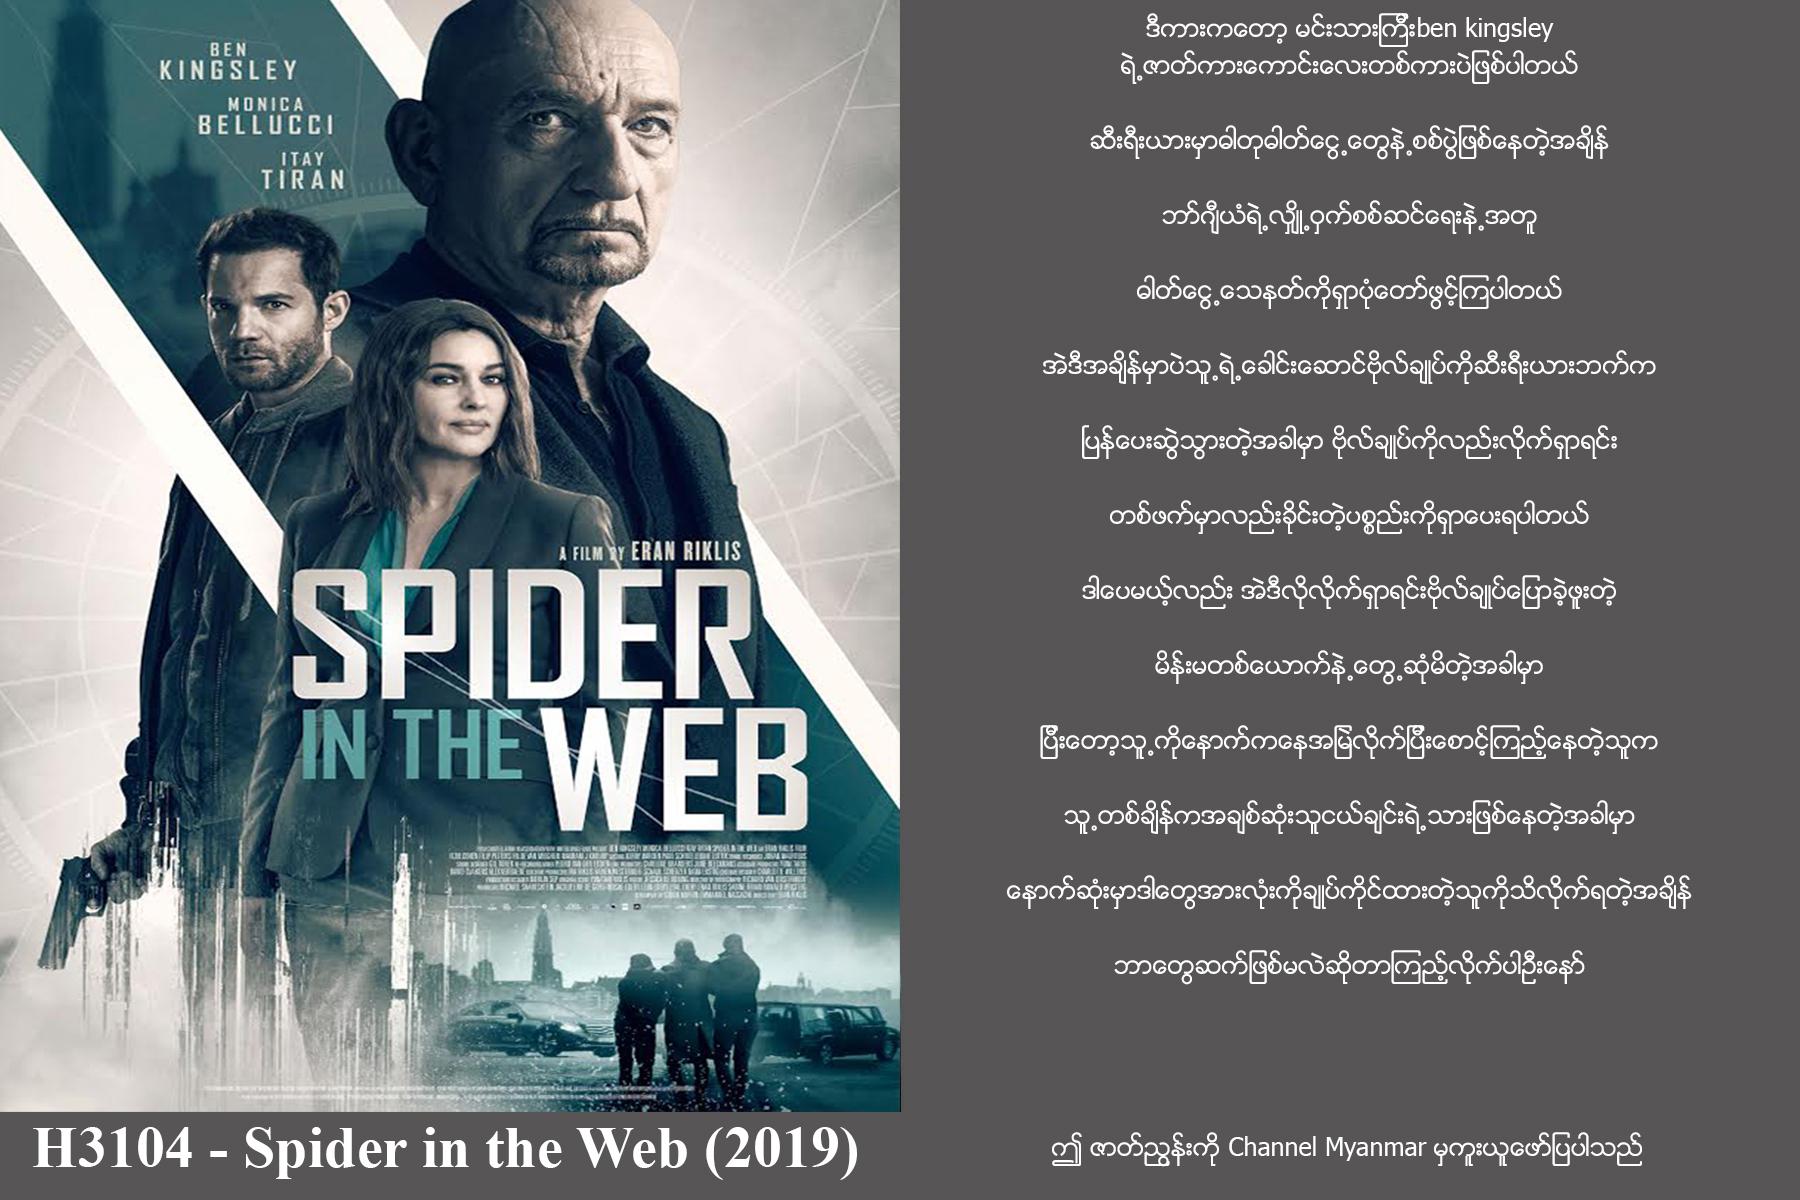 BEN
KINGSLEY
MONICA
BELLUCCI
ITAY
TIRAN
A FILM BY ERAN RIKLIS
SPIDER
IN THE WEB
H3104 - Spider in the Web (2019)
ဒီကားကတော့ မင်းသားကြီးben kingsley
ရဲ့ဇာတ်ကားကောင်းလေးတစ်ကားပဲဖြစ်ပါတယ်
ဆီးရီးယားမှာဓါတုဓါတ်ငွေ့တွေနဲ့စစ်ပွဲဖြစ်နေတဲ့အချိန်
ဘာ်ဂျီယံရဲ့လျှို့ဝှက်စစ်ဆင်ရေးနဲ့အတူ
ဓါတ်ငွေ့သေနတ်ကိုရှာပုံတော်ဖွင့်ကြပါတယ်
အဲဒီအချိန်မှာပဲသူ့ရဲ့ခေါင်းဆောင်ဗိုလ်ချုပ်ကိုဆီးရီးယားဘက်က
ပြန်ပေးဆွဲသွားတဲ့အခါမှာ ဗိုလ်ချုပ်ကိုလည်းလိုက်ရှာရင်း
တစ်ဖက်မှာလည်းခိုင်းတဲ့ပစ္စည်းကိုရှာပေးရပါတယ်
ဒါပေမယ့်လည်း အဲဒီလိုလိုက်ရှာရင်းဗိုလ်ချုပ်ပြောခဲ့ဖူးတဲ့
မိန်းမတစ်ယောက်နဲ့တွေ့ဆုံမိတဲ့အခါမှာ
ပြီးတော့သူ့ကိုနောက်ကနေအမြဲလိုက်ပြီးစောင့်ကြည့်နေတဲ့သူက
သူ့တစ်ချိန်ကအချစ်ဆုံးသူငယ်ချင်းရဲ့သားဖြစ်နေတဲ့အခါမှာ
နောက်ဆုံးမှာဒါတွေအားလုံးကိုချုပ်ကိုင်ထားတဲ့သူကိုသိလိုက်ရတဲ့အချိန်
ဘာတွေဆက်ဖြစ်မလဲဆိုတာကြည့်လိုက်ပါဦးနော်
ဤ ဇာတ်ညွှန်းကို Channel Myanmar မှကူးယူဖော်ပြပါသည်